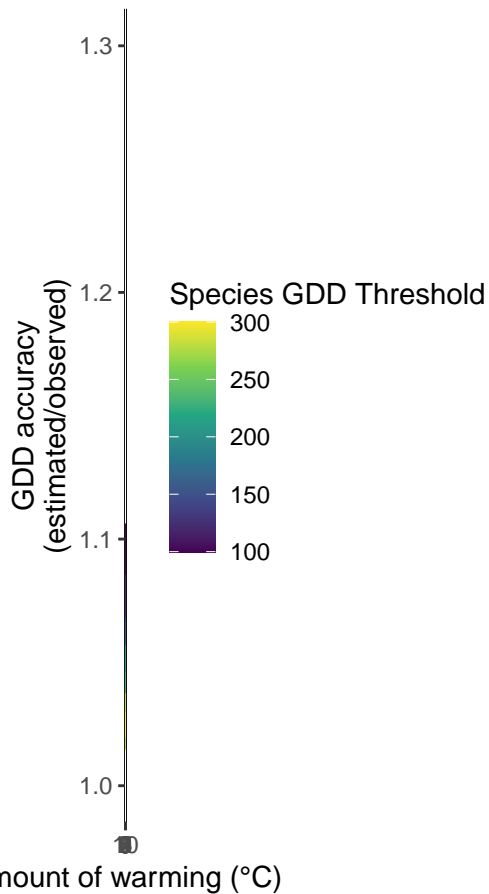 1.3
1.2
1.1
1.0
GDD accuracy
(estimated/observed)
Species GDD Threshold
300
250
200
150
100
mount of warming (°C)